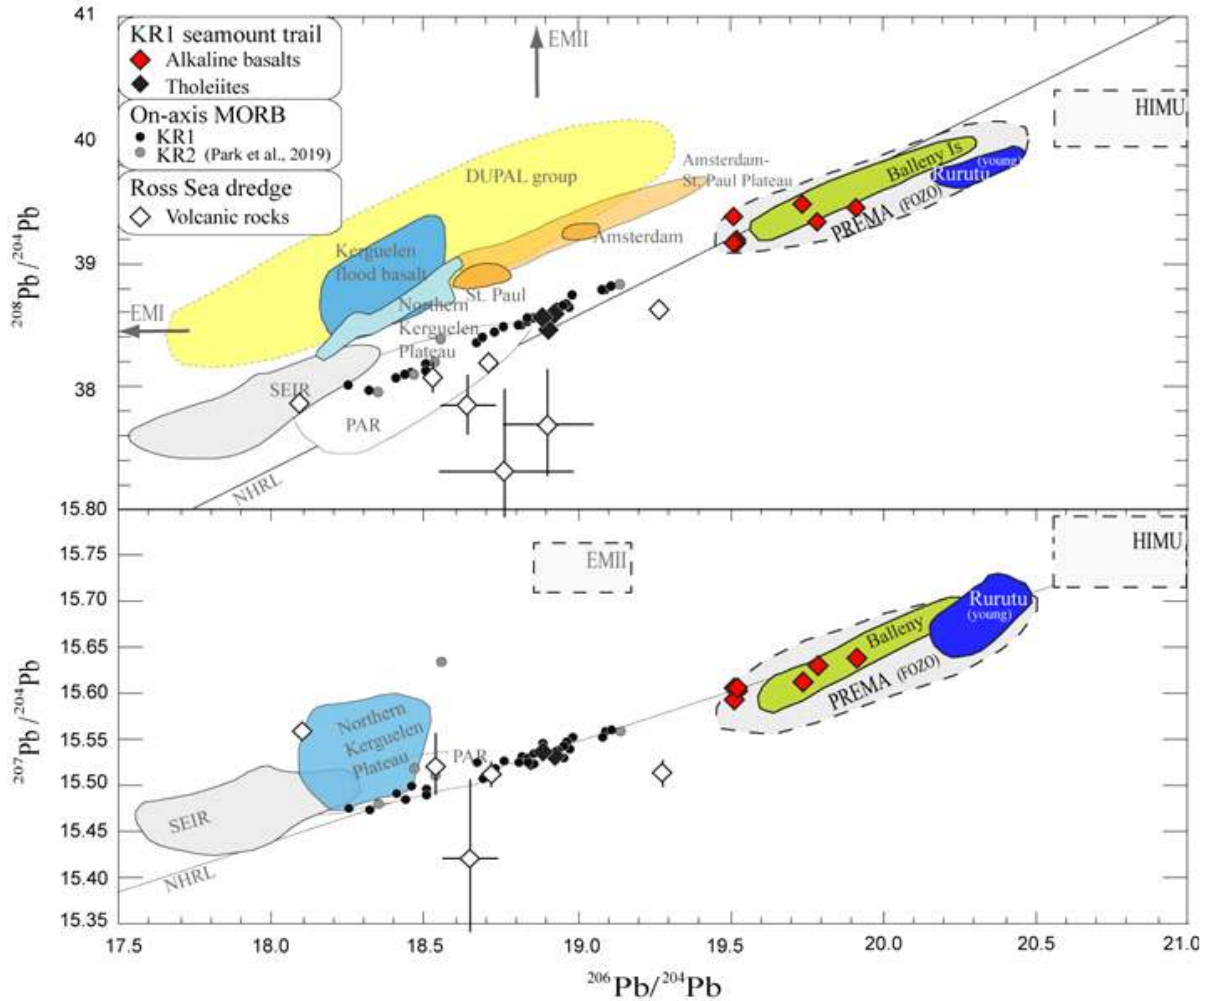 41
40
39
38
15.80
208Pb/204Pb
KR1 seamount trail
Alkaline basalts
Tholeiites
On-axis MORB
KR1
KR2 (Park et al., 2019)
Ross Sea dredge
Volcanic rocks
EMII
HIMU
DUPAL group
Amsterdam-
St. Paul Plateau
Balleny Is
(young)
Rurutu
PREMA (FOZO)
Kerguelen
flood basalt
Amsterdam
St. Paul
Northern
Kerguelen
Plateau
EMI
SEIR
PAR
NHRL
15.75
15.70
15.65
15.60
15.55
15.50
15.45
15.40
15.35
207Pb/204Pb
EMII
HIMU
Rurutu
(young)
Balleny
PREMA (FOZO)
Northern
Kerguelen
Plateau
PAR
SEIR
NHRL
17.5 18.0 18.5 19.0 19.5 20.0 20.5 21.0
206Pb/204Pb